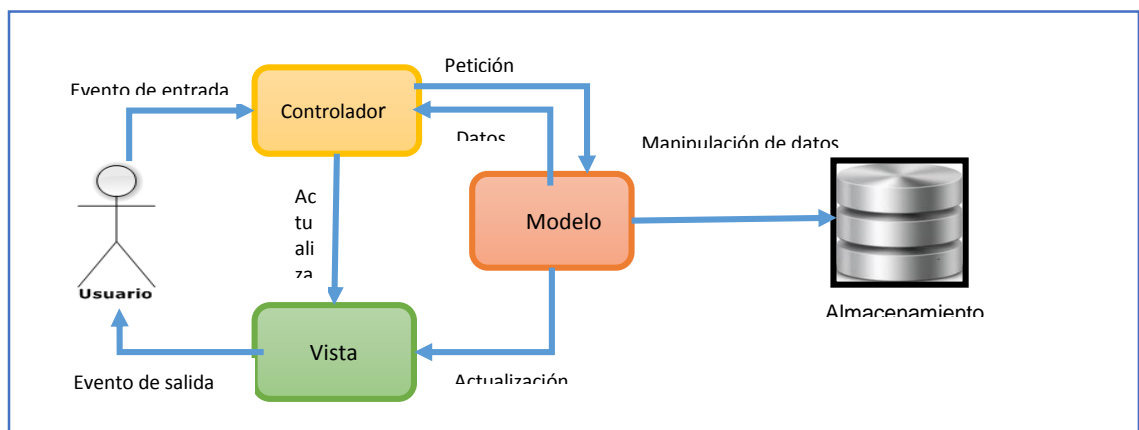 Petición
Evento de entrada
Controlador
Datos
Manipulación de datos
Ac
tu
ali
za
Modelo
Usuario
Almacenamiento
Vista
Evento de salida
Actualización